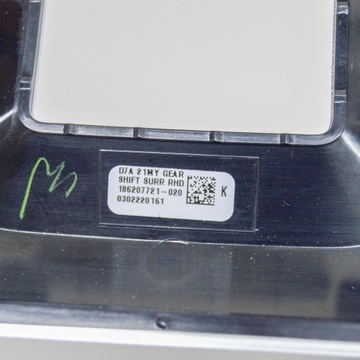 D7A 21MY GEAR
SHIFT SURR RHD
186207721-020
0302220161
K